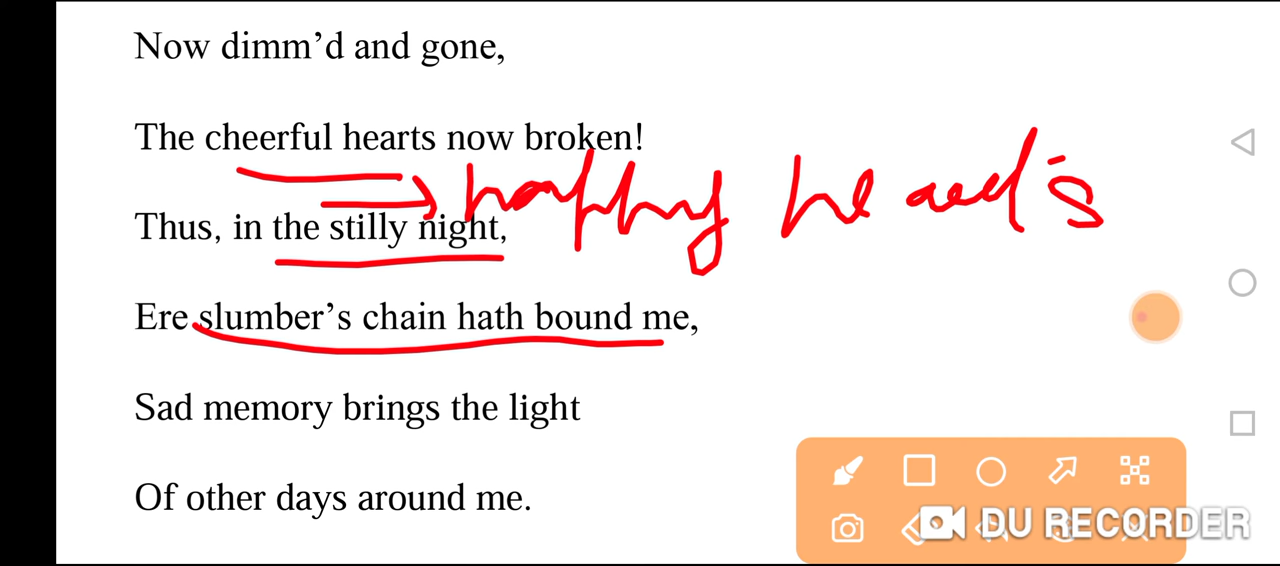 Now dimm’d and gone,
The cheerful hearts now broken!
happy heart's
Thus, in the stilly night,
Ere slumber’s chain hath bound me,
Sad memory brings the light
Of other days around me.
DU RECORDER